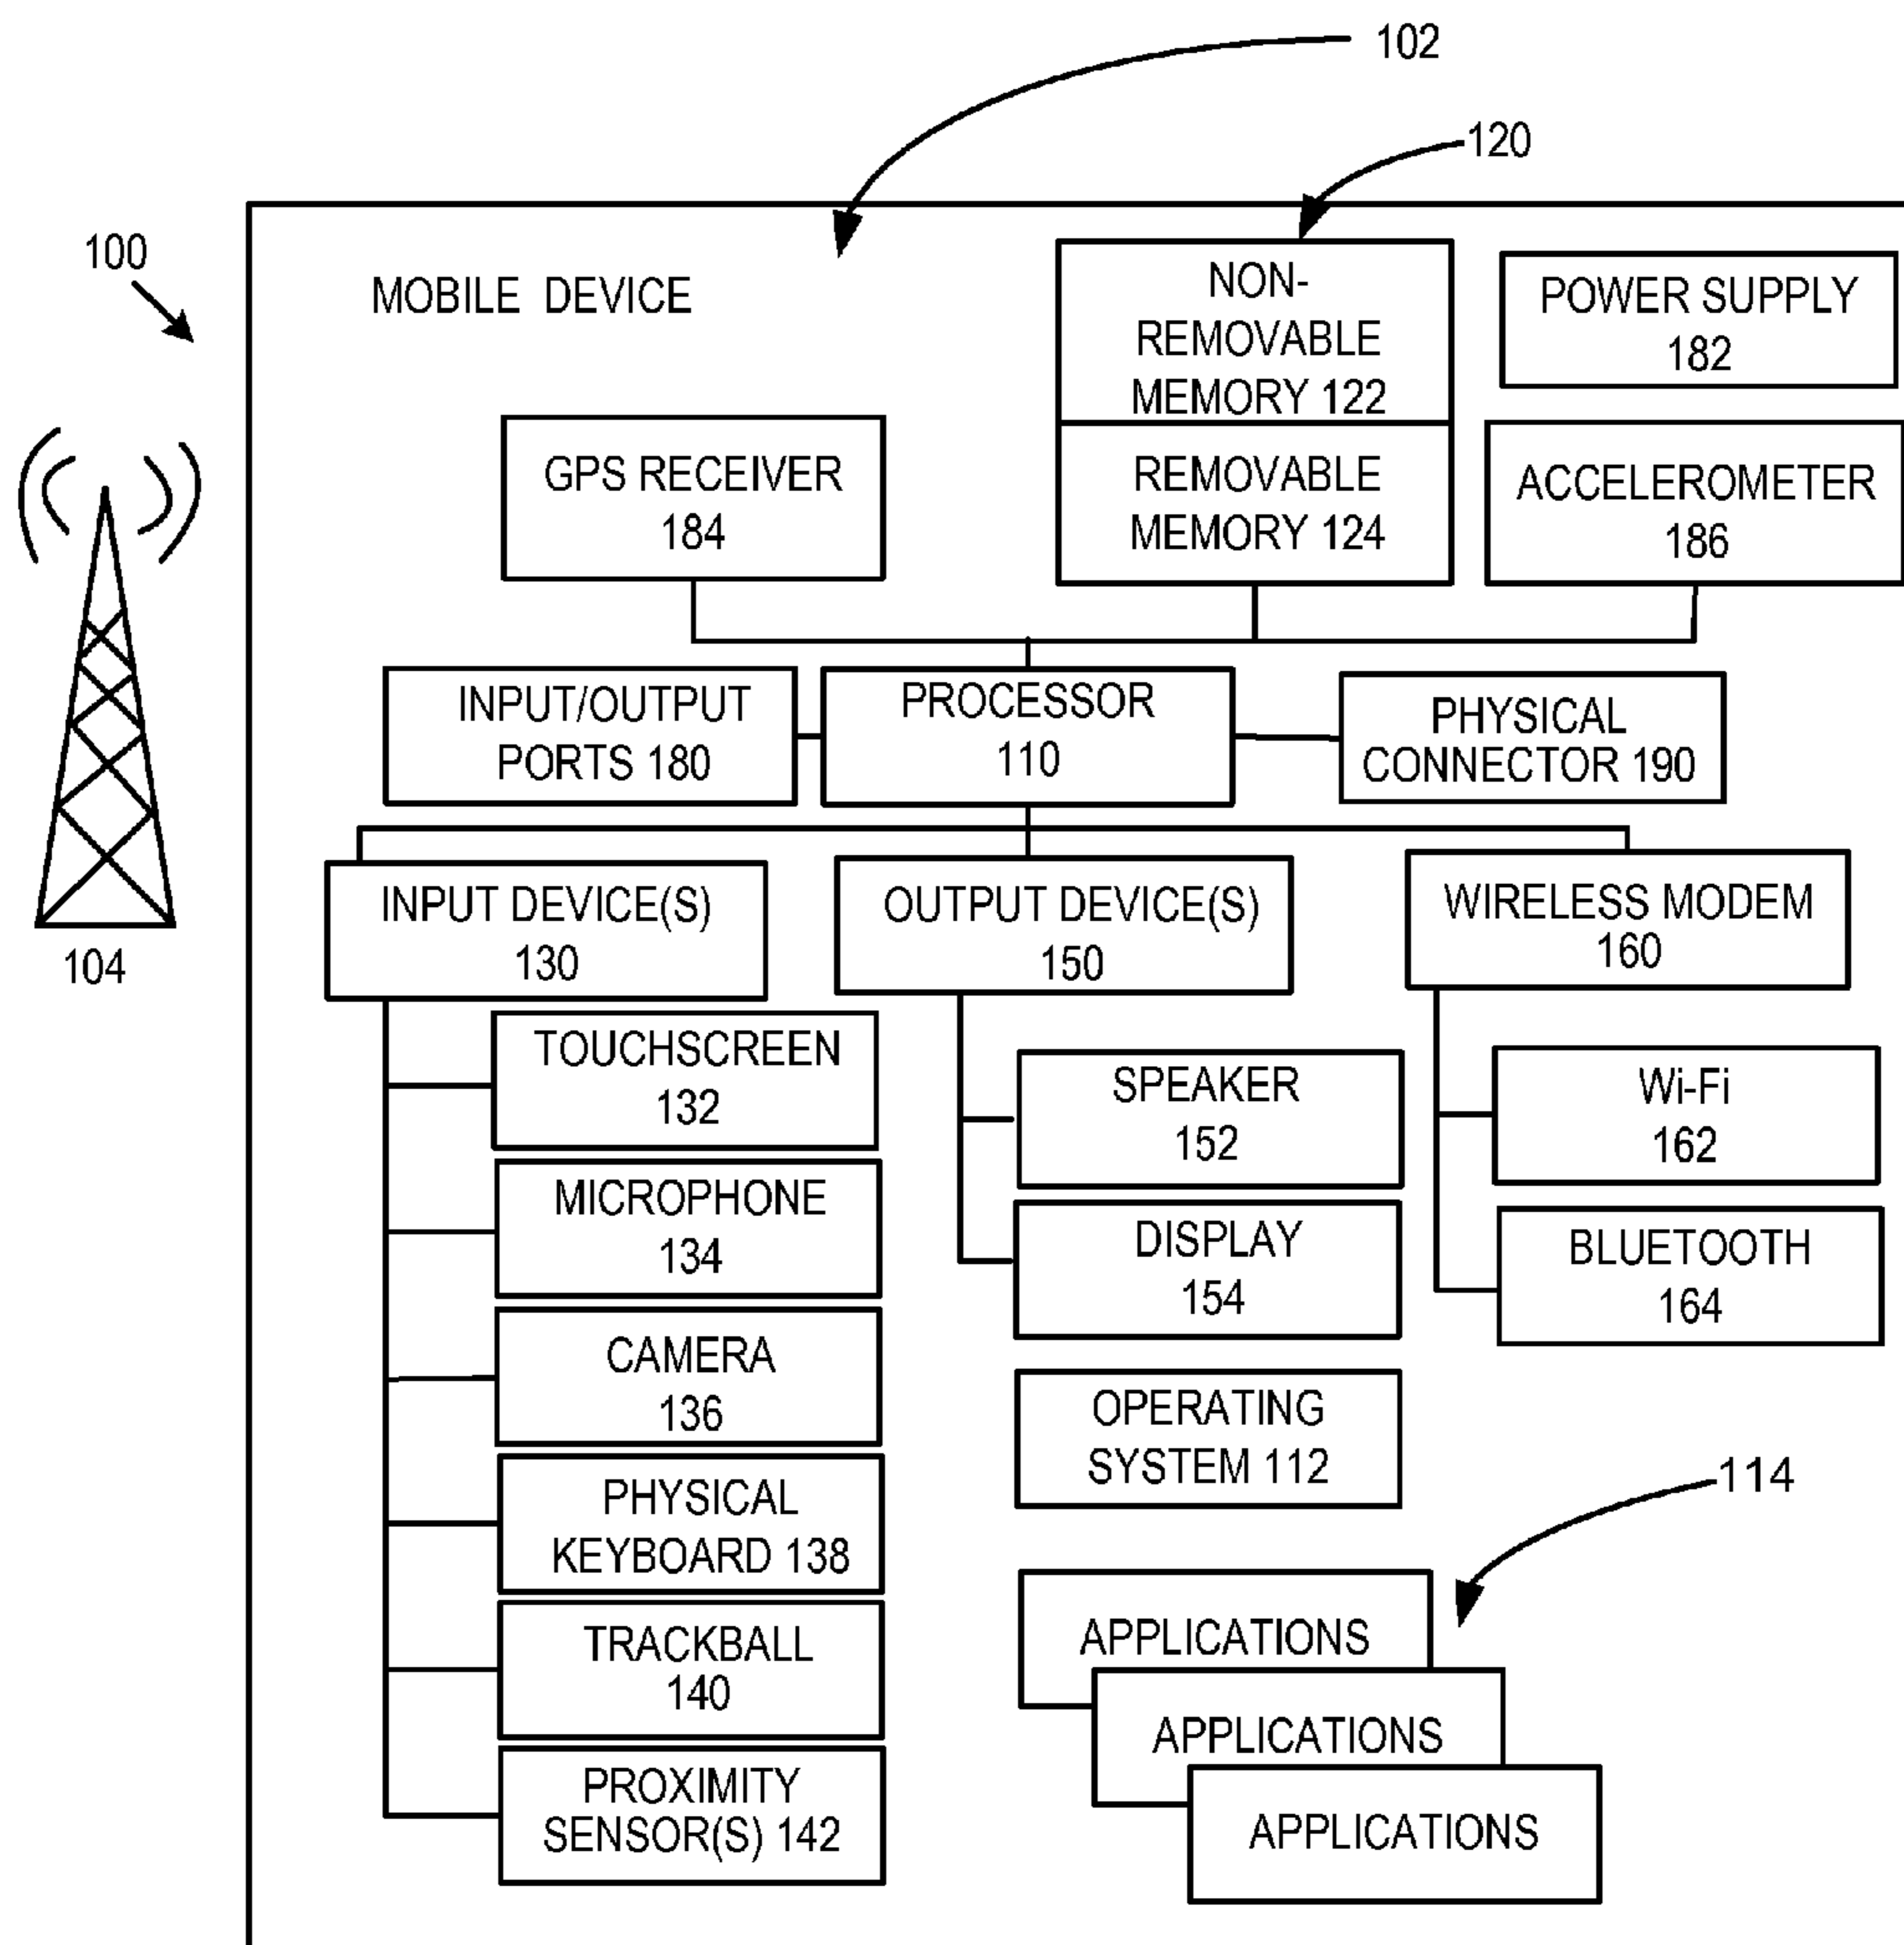 102
120
100
MOBILE DEVICE
NON-
REMOVABLE
MEMORY 122
POWER SUPPLY
182
GPS RECEIVER
184
REMOVABLE
MEMORY 124
ACCELEROMETER
186
INPUT/OUTPUT
PORTS 180
PROCESSOR
110
PHYSICAL
CONNECTOR 190
104
INPUT DEVICE(S)
130
OUTPUT DEVICE(S)
150
WIRELESS MODEM
160
TOUCHSCREEN
132
MICROPHONE
134
CAMERA
136
PHYSICAL
KEYBOARD 138
TRACKBALL
140
PROXIMITY
SENSOR(S) 142
SPEAKER
152
DISPLAY
154
Wi-Fi
162
BLUETOOTH
164
OPERATING
SYSTEM 112
114
APPLICATIONS
APPLICATIONS
APPLICATIONS